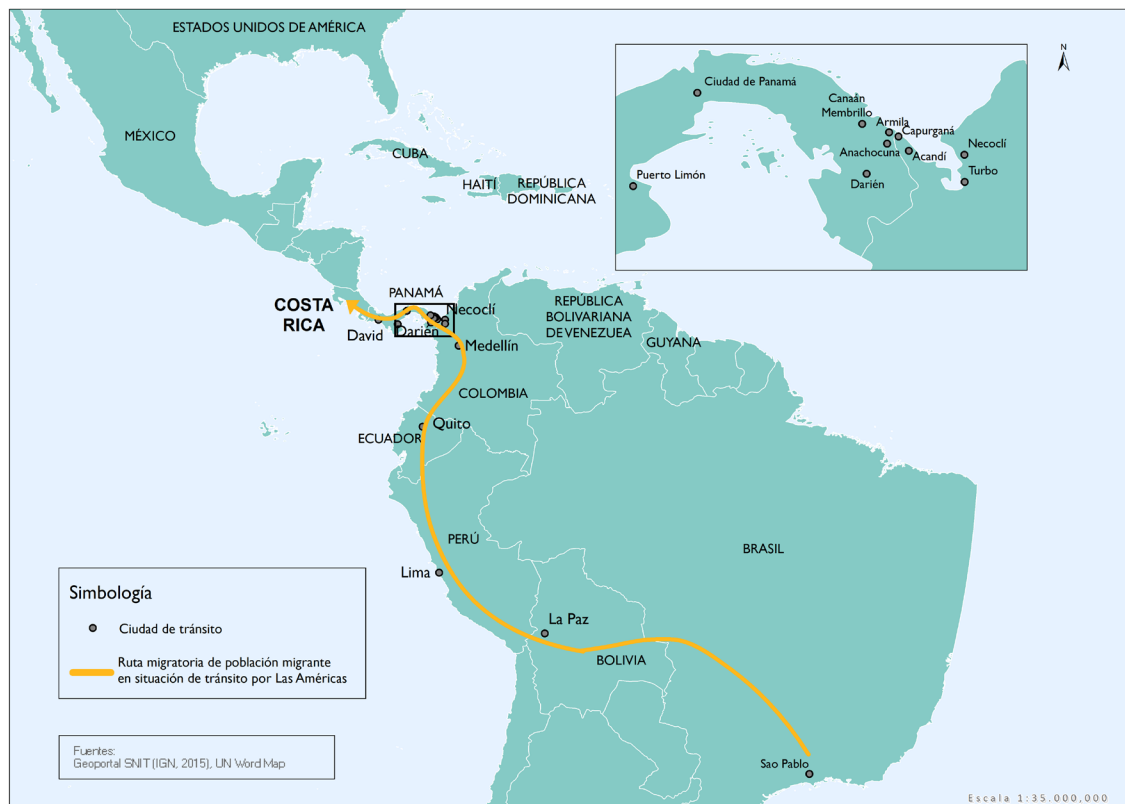 ESTADOS UNIDOS DE AMÉRICA
MÉXICO
CUBA
HAITÍ
REPÚBLICA
DOMINICANA
N
Ciudad de Panamá
Canaán
Membrillo
Armila
Capurganá
Anachocuna
Acandí
Necoclí
Turbo
Darién
Puerto Limón
PANAMÁ
COSTA
RICA
Necoclí
David
Darién
Medellín
REPÚBLICA
BOLIVARIANA
DE VENEZUEA
GUYANA
COLOMBIA
Quito
ECUADOR
PERÚ
BRASIL
Lima
La Paz
BOLIVIA
Sao Pablo
Simbología
Ciudad de tránsito
Ruta migratoria de población migrante
en situación de tránsito por Las Américas
Fuentes:
Geoportal SNIT (IGN, 2015), UN Word Map
Escala 1:35.000,000